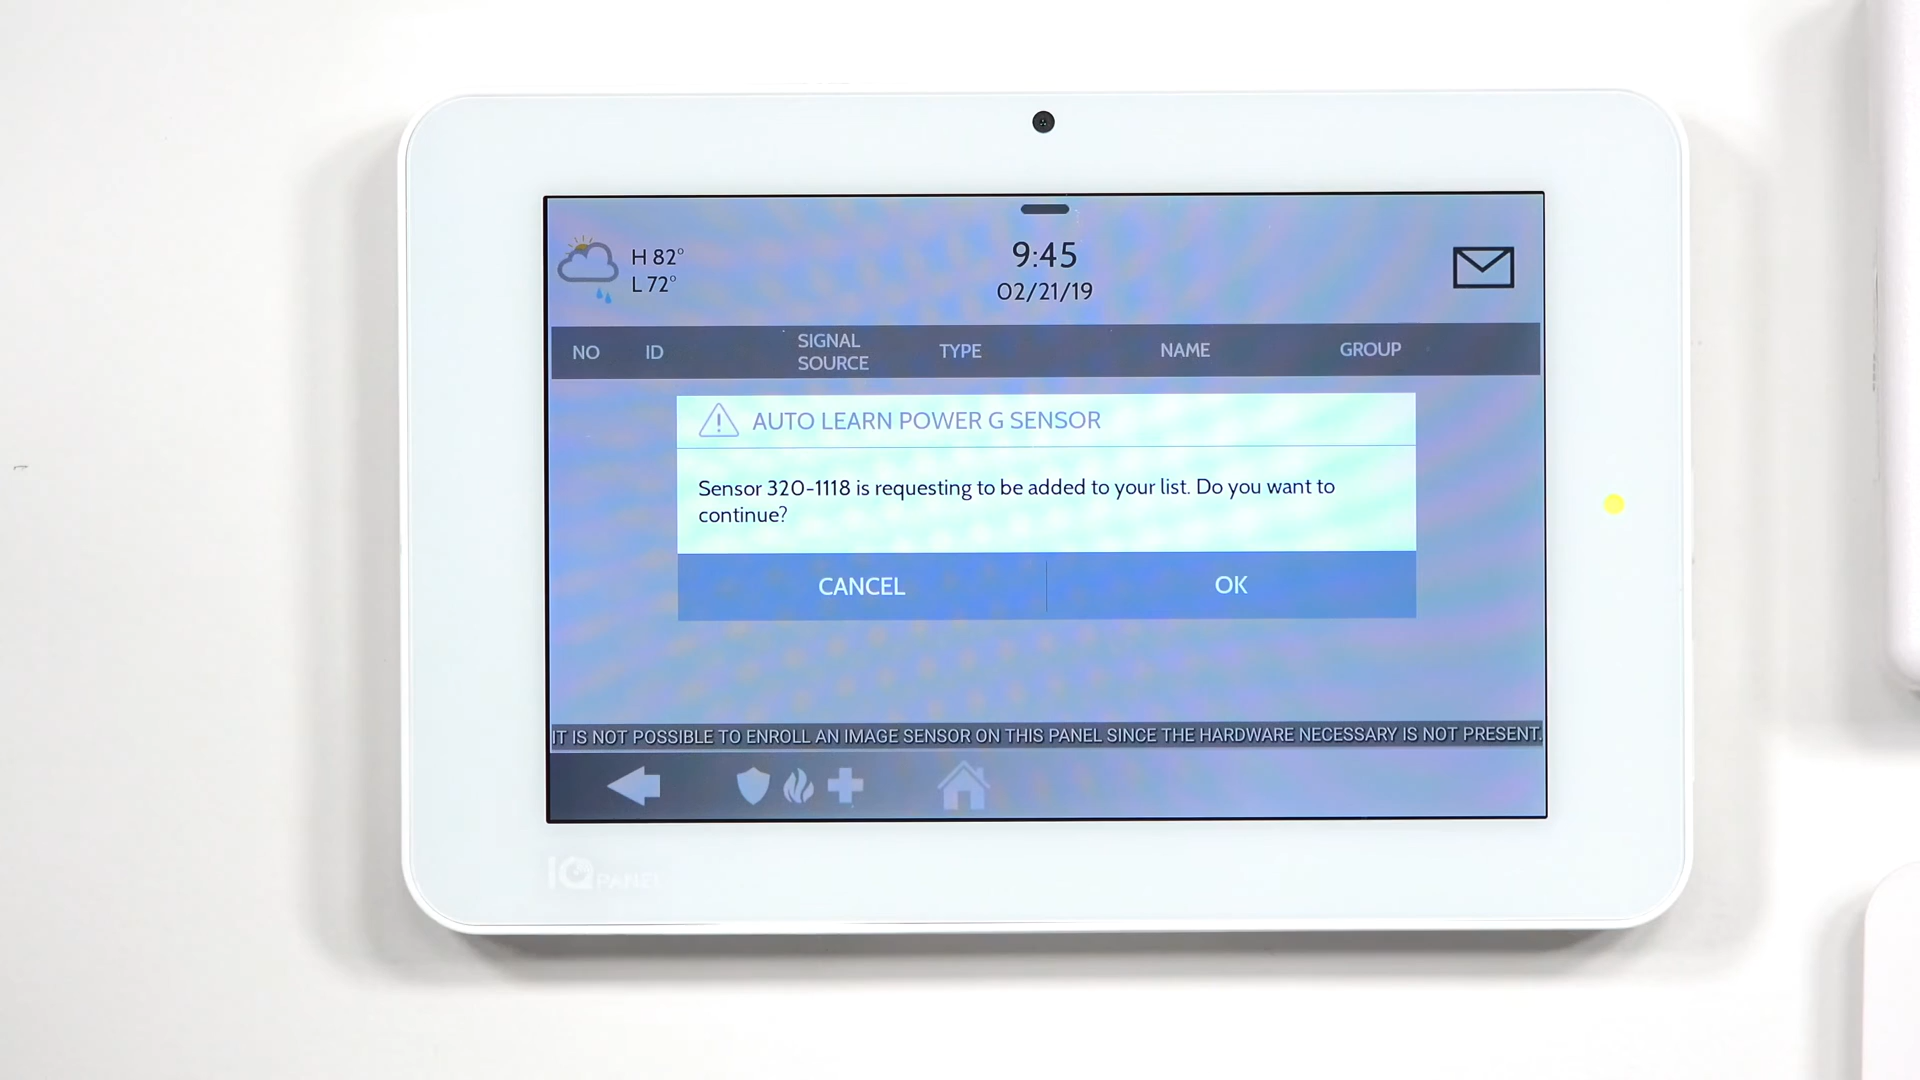 H 82°
L 72°
9:45
02/21/19
NO ID SIGNAL SOURCE TYPE NAME GROUP
AUTO LEARN POWER G SENSOR
Sensor 320-1118 is requesting to be added to your list. Do you want to
continue?
CANCEL OK
IT IS NOT POSSIBLE TO ENROLL AN IMAGE SENSOR ON THIS PANEL SINCE THE HARDWARE NECESSARY IS NOT PRESENT.
IQ PANEL